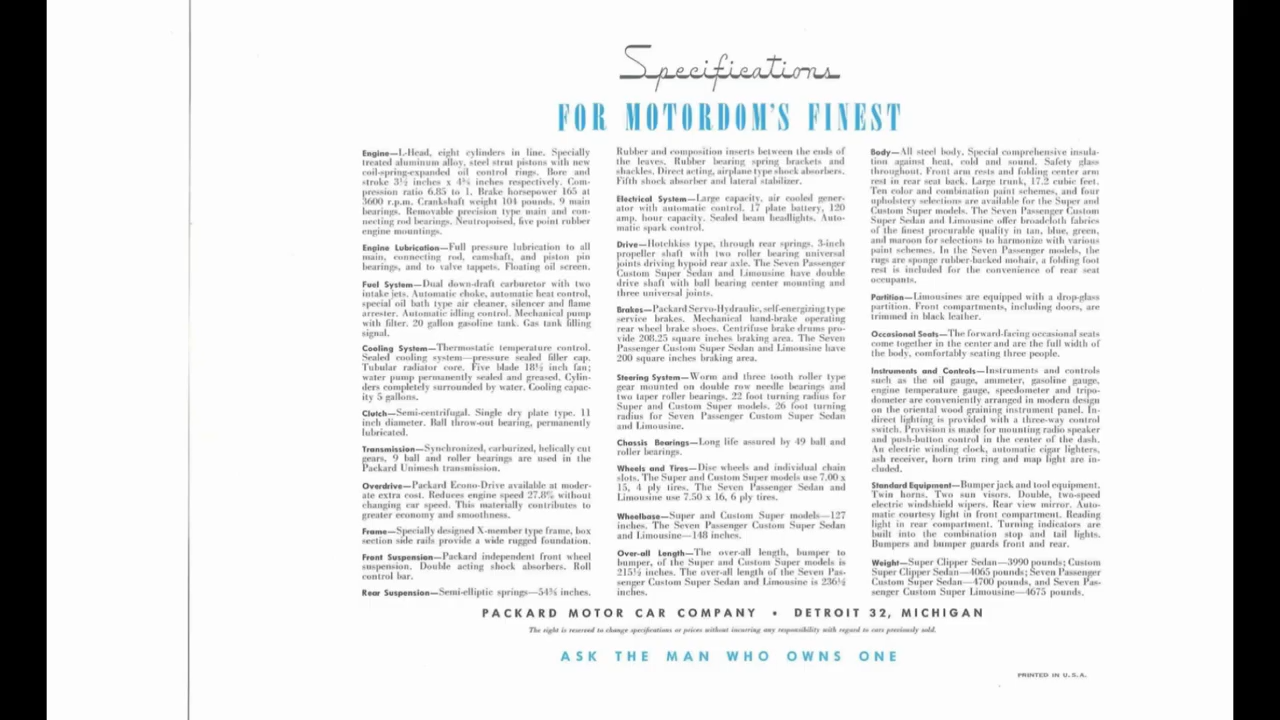 Specifications
FOR MOTORDOM'S FINEST
Engine—L-Head, eight cylinders in line. Specially
treated aluminum alloy, steel strut pistons with new
coil-spring-expanded oil control rings. Bore and
stroke 3½ inches x 4¼ inches respectively. Com-
pression ratio 6.85 to 1. Brake horsepower 165 at
3600 r.p.m. Crankshaft weight 104 pounds. 9 main
bearings. Removable precision type main and con-
necting rod bearings. Neutropoised, five point rubber
engine mountings.
Engine Lubrication—Full pressure lubrication to all
main, connecting rod, camshaft, and piston pin
bearings, and to valve tappets. Floating oil screen.
Fuel System—Dual down-draft carburetor with two
intake jets. Automatic choke, automatic heat control,
special oil bath type air cleaner, silencer and flame
arrester. Automatic idling control. Mechanical pump
with filter. 20 gallon gasoline tank. Gas tank filling
signal.
Cooling System—Thermostatic temperature control.
Sealed cooling system—pressure sealed filler cap.
Tubular radiator core. Five blade 18½ inch fan;
water pump permanently sealed and greased. Cylin-
ders completely surrounded by water. Cooling capac-
ity 5 gallons.
Clutch—Semi-centrifugal. Single dry plate type. 11
inch diameter. Ball throw-out bearing, permanently
lubricated.
Transmission—Synchronized, carburized, helically cut
gears. 9 ball and roller bearings are used in the
Packard Unimesh transmission.
Overdrive—Packard Econo-Drive available at moder-
ate extra cost. Reduces engine speed 27.8% without
changing car speed. This materially contributes to
greater economy and smoothness.
Frame—Specially designed X-member type frame, box
section side rails provide a wide rugged foundation.
Front Suspension—Packard independent front wheel
suspension. Double acting shock absorbers. Roll
control bar.
Rear Suspension—Semi-elliptic springs—54¾ inches.
Rubber and composition inserts between the ends of
the leaves. Rubber bearing spring brackets and
shackles. Direct acting, airplane type shock absorbers.
Fifth shock absorber and lateral stabilizer.
Electrical System—Large capacity, air cooled gener-
ator with automatic control. 17 plate battery, 120
amp. hour capacity. Sealed beam headlights. Auto-
matic spark control.
Drive—Hotchkiss type, through rear springs. 3-inch
propeller shaft with two roller bearing universal
joints driving hypoid rear axle. The Seven Passenger
Custom Super Sedan and Limousine have double
drive shaft with ball bearing center mounting and
three universal joints.
Brakes—Packard Servo-Hydraulic, self-energizing type
service brakes. Mechanical hand-brake operating
rear wheel brake shoes. Centrifuse brake drums pro-
vide 208.25 square inches braking area. The Seven
Passenger Custom Super Sedan and Limousine have
200 square inches braking area.
Steering System—Worm and three tooth roller type
gear mounted on double row needle bearings and
two taper roller bearings. 22 foot turning radius for
Super and Custom Super models. 26 foot turning
radius for Seven Passenger Custom Super Sedan
and Limousine.
Chassis Bearings—Long life assured by 49 ball and
roller bearings.
Wheels and Tires—Disc wheels and individual chain
slots. The Super and Custom Super models use 7.00 x
15, 4 ply tires. The Seven Passenger Sedan and
Limousine use 7.50 x 16, 6 ply tires.
Wheelbase—Super and Custom Super models—127
inches. The Seven Passenger Custom Super Sedan
and Limousine—148 inches.
Over-all Length—The over-all length, bumper to
bumper, of the Super and Custom Super models is
215½ inches. The over-all length of the Seven Pas-
senger Custom Super Sedan and Limousine is 236½
inches.
Body—All steel body. Special comprehensive insula-
tion against heat, cold and sound. Safety glass
throughout. Front arm rests and folding center arm
rest in rear seat back. Large trunk, 17.2 cubic feet.
Ten color and combination paint schemes, and four
upholstery selections are available for the Super and
Custom Super models. The Seven Passenger Custom
Super Sedan and Limousine offer broadcloth fabrics
of the finest procurable quality in tan, blue, green,
and maroon for selections to harmonize with various
paint schemes. In the Seven Passenger models, the
rugs are sponge rubber-backed mohair, a folding foot
rest is included for the convenience of rear seat
occupants.
Partition—Limousines are equipped with a drop-glass
partition. Front compartments, including doors, are
trimmed in black leather.
Occasional Seats—The forward-facing occasional seats
come together in the center and are the full width of
the body, comfortably seating three people.
Instruments and Controls—Instruments and controls
such as the oil gauge, ammeter, gasoline gauge,
engine temperature gauge, speedometer and tripo-
dometer are conveniently arranged in modern design
on the oriental wood graining instrument panel. In-
direct lighting is provided with a three-way control
switch. Provision is made for mounting radio speaker
and push-button control in the center of the dash.
An electric winding clock, automatic cigar lighters,
ash receiver, horn trim ring and map light are in-
cluded.
Standard Equipment—Bumper jack and tool equipment.
Twin horns. Two sun visors. Double, two-speed
electric windshield wipers. Rear view mirror. Auto-
matic courtesy light in front compartment. Reading
light in rear compartment. Turning indicators are
built into the combination stop and tail lights.
Bumpers and bumper guards front and rear.
Weight—Super Clipper Sedan—3990 pounds; Custom
Super Clipper Sedan—4065 pounds; Seven Passenger
Custom Super Sedan—4700 pounds, and Seven Pas-
senger Custom Super Limousine—4675 pounds.
PACKARD MOTOR CAR COMPANY • DETROIT 32, MICHIGAN
The right is reserved to change specifications or prices without incurring any responsibility with regard to cars previously sold.
ASK THE MAN WHO OWNS ONE
PRINTED IN U.S.A.